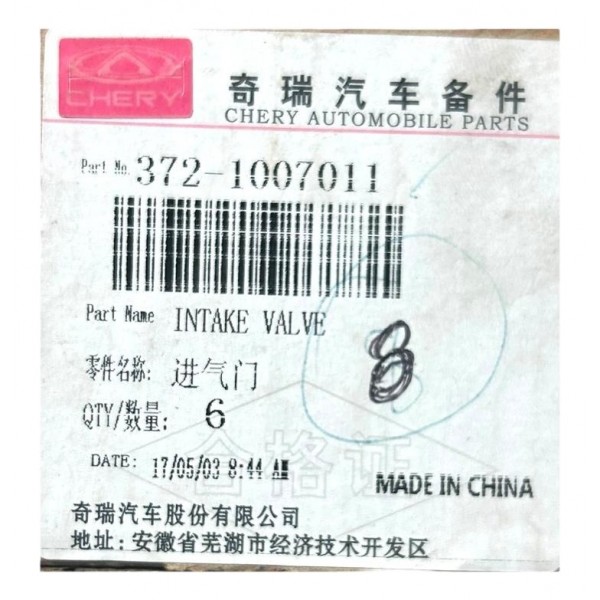 CHERY
奇瑞汽车备件
CHERY AUTOMOBILE PARTS
Part No. 372-1007011
Part Name INTAKE VALVE
零件名称: 进气门
QTY/数量: 6
8
合格证
DATE: 17/05/03 8:44 AM
MADE IN CHINA
奇瑞汽车股份有限公司
地址: 安徽省芜湖市经济技术开发区